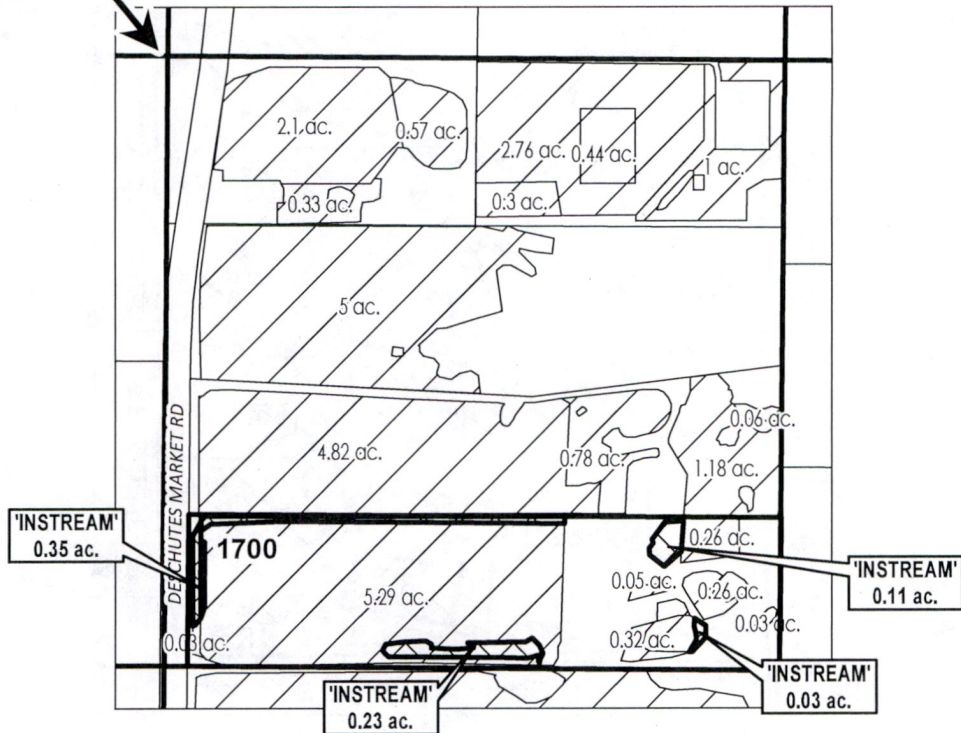 2.1 ac.
0.57 ac.
2.76 ac.
0.44 ac.
1 ac.
0.33 ac.
0.3 ac.
5 ac.
DESCHUTES MARKET RD
4.82 ac.
0.78 ac.
0.06 ac.
1.18 ac.
'INSTREAM'
0.35 ac.
1700
5.29 ac.
0.26 ac.
0.05 ac.
0.26 ac.
0.03 ac.
'INSTREAM'
0.11 ac.
0.03 ac.
0.32 ac.
'INSTREAM'
0.23 ac.
'INSTREAM'
0.03 ac.